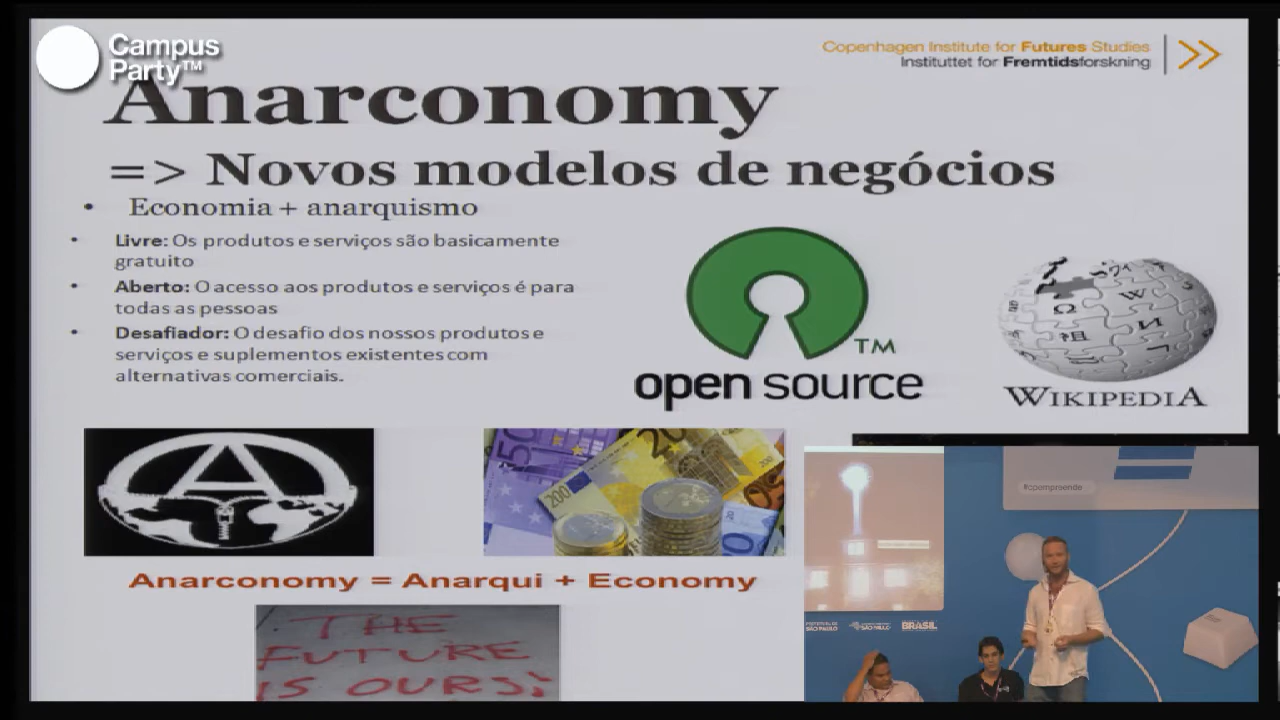 Campus
Party™
Copenhagen Institute for Futures Studies
Instituttet for Fremtidsforskning
Anarconomy
=> Novos modelos de negócios
• Economia + anarquismo
• Livre: Os produtos e serviços são basicamente
gratuito
• Aberto: O acesso aos produtos e serviços é para
todas as pessoas
• Desafiador: O desafio dos nossos produtos e
serviços e suplementos existentes com
alternativas comerciais.
TM
open source
WIKIPEDIA
Anarconomy = Anarqui + Economy
THE
FUTURE
IS OURS!
SÃO PAULO
BRASIL